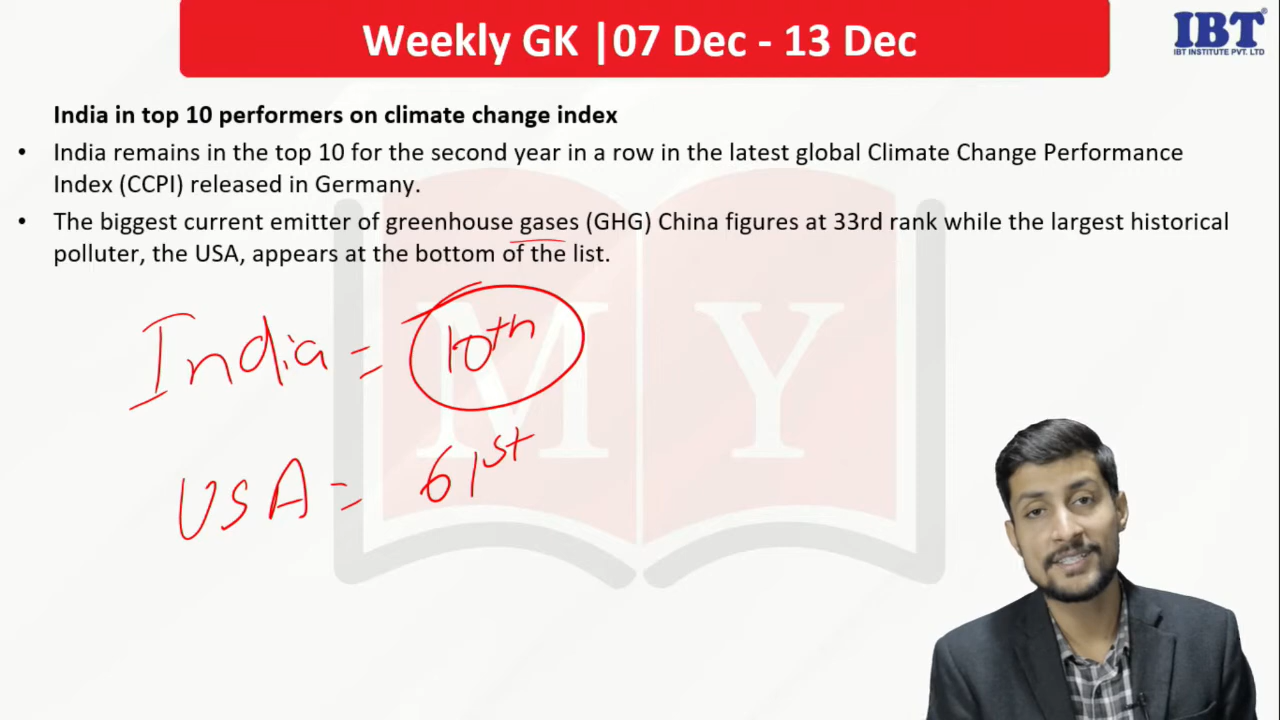 Weekly GK |07 Dec - 13 Dec
IBT
IBT INSTITUTE PVT. LTD
India in top 10 performers on climate change index
• India remains in the top 10 for the second year in a row in the latest global Climate Change Performance
Index (CCPI) released in Germany.
• The biggest current emitter of greenhouse gases (GHG) China figures at 33rd rank while the largest historical
polluter, the USA, appears at the bottom of the list.
India = 10th
USA = 61st
M Y